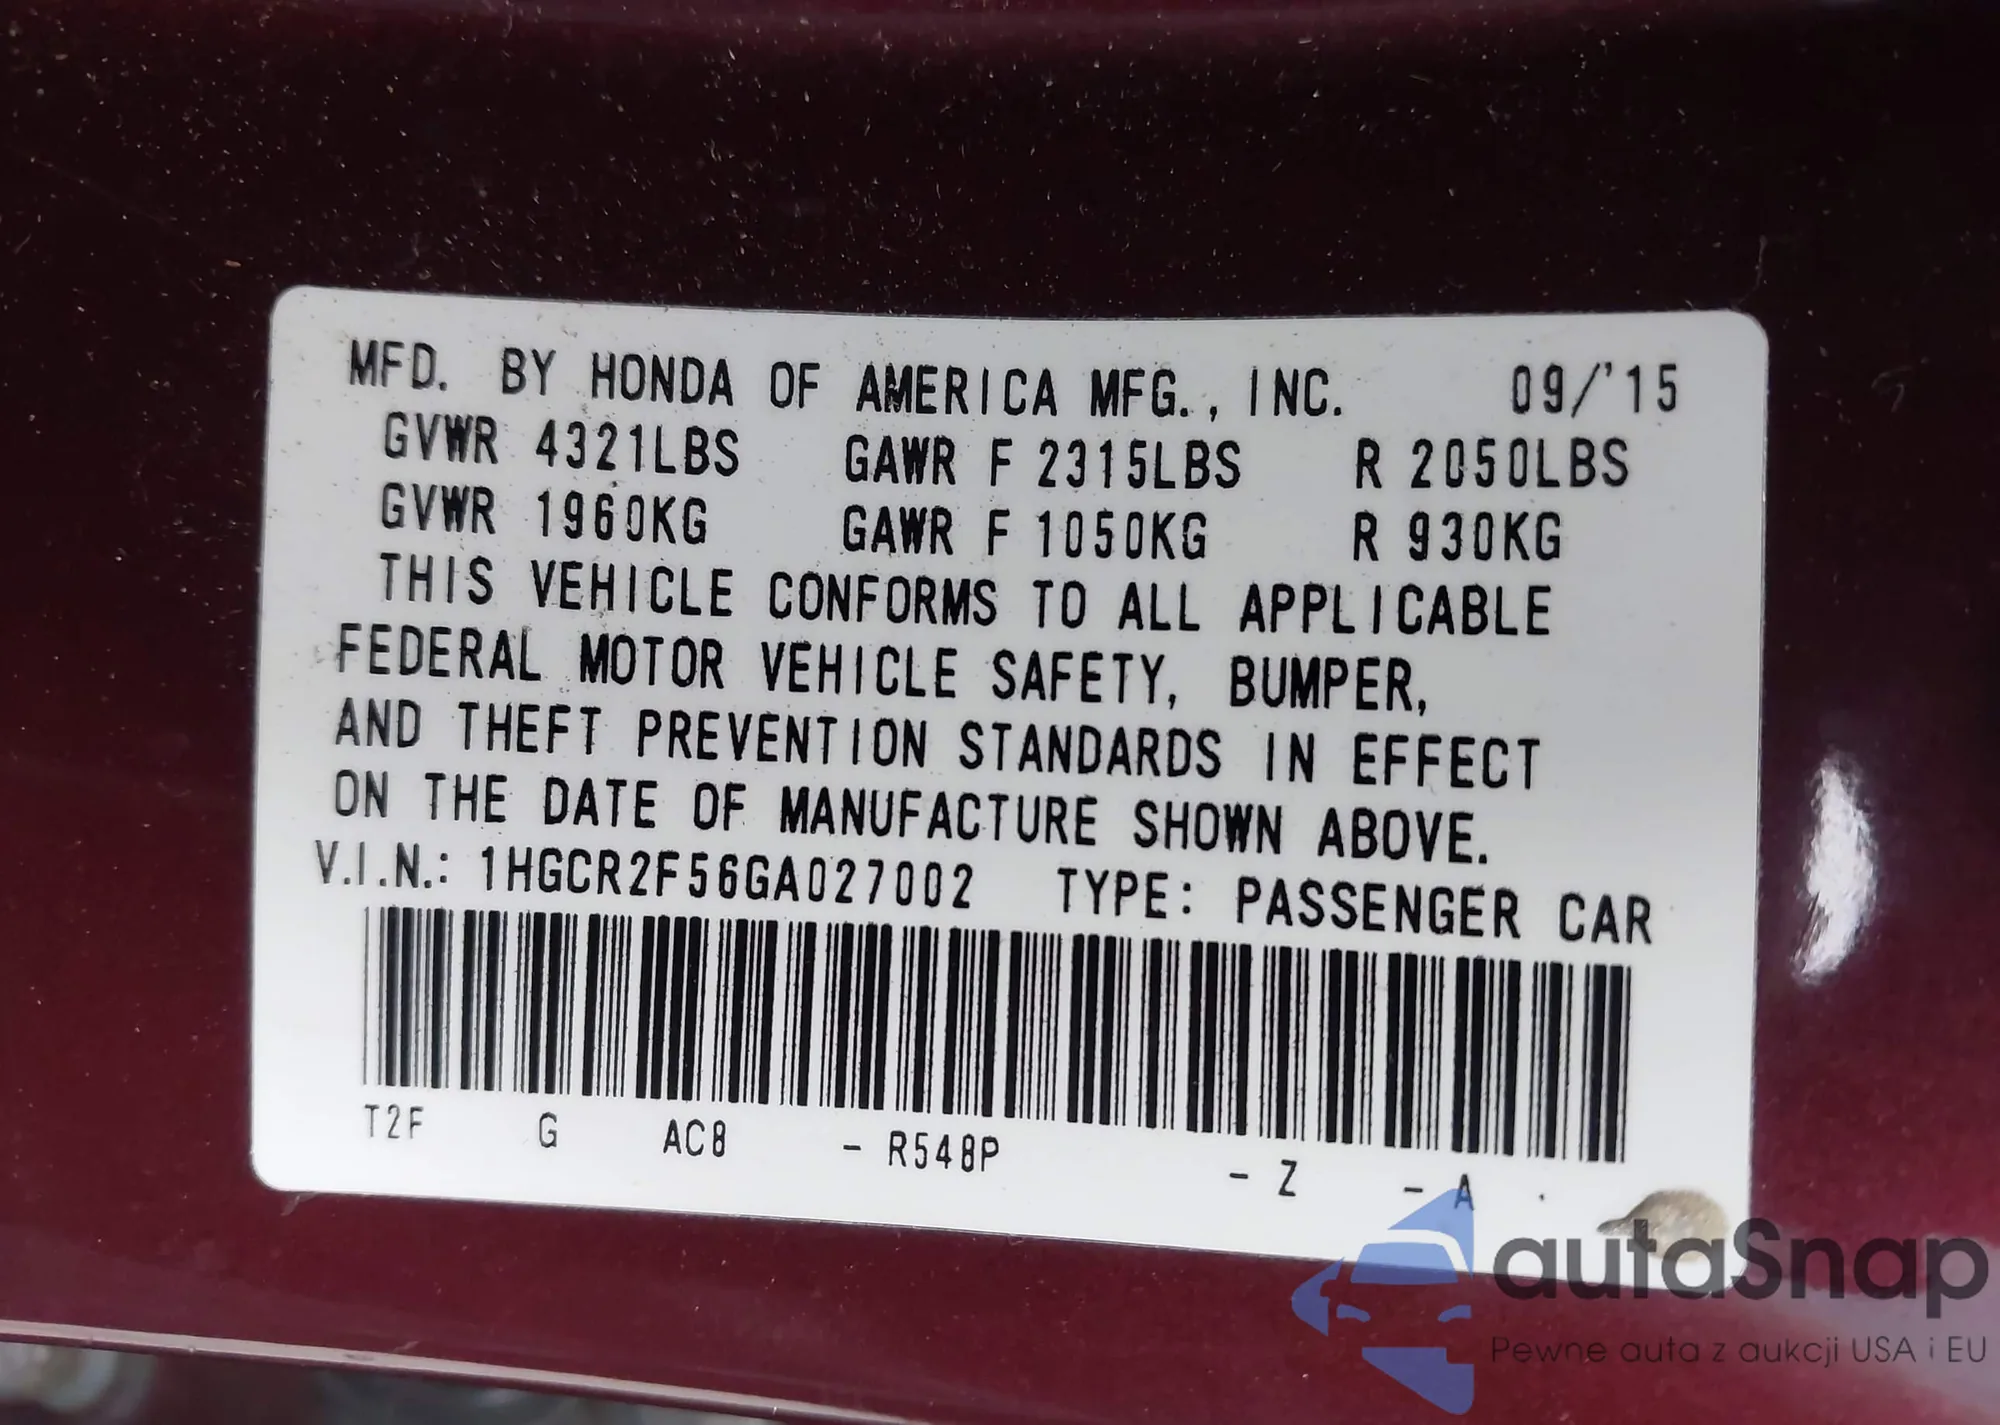 MFD. BY HONDA OF AMERICA MFG., INC. 09/'15
GVWR 4321LBS GAWR F 2315LBS R 2050LBS
GVWR 1960KG GAWR F 1050KG R 930KG
THIS VEHICLE CONFORMS TO ALL APPLICABLE
FEDERAL MOTOR VEHICLE SAFETY, BUMPER,
AND THEFT PREVENTION STANDARDS IN EFFECT
ON THE DATE OF MANUFACTURE SHOWN ABOVE.
V.I.N.: 1HGCR2F56GA027002 TYPE: PASSENGER CAR
T2F G AC8 - R548P - Z - A
autaSnap
Pewne auta z aukcji USA i EU